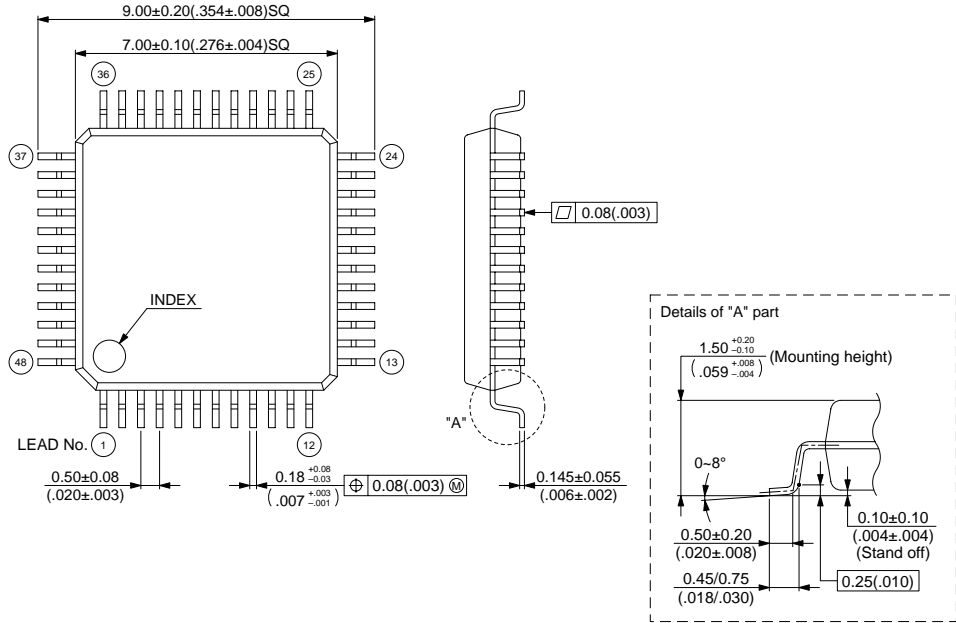 9.00±0.20(.354±.008)SQ
7.00±0.10(.276±.004)SQ
36
25
37
24
0.08(.003)
INDEX
48
13
LEAD No.
1
12
"A"
0.50±0.08
(.020±.003)
0.18 +0.08 −0.03
(.007 +.003 −.001)
⌖ 0.08(.003) Ⓜ
0.145±0.055
(.006±.002)
Details of "A" part
1.50 +0.20 −0.10 (Mounting height)
(.059 +.008 −.004)
0~8°
0.50±0.20
(.020±.008)
0.45/0.75
(.018/.030)
0.10±0.10
(.004±.004)
(Stand off)
0.25(.010)